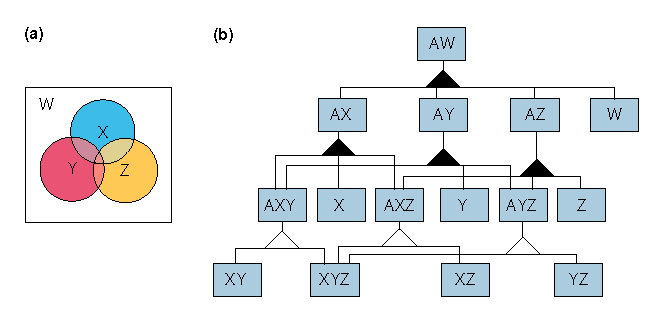 (a)
W
X
Y
Z
(b)
AW
AX AY AZ W
AXY X AXZ Y AYZ Z
XY XYZ XZ YZ